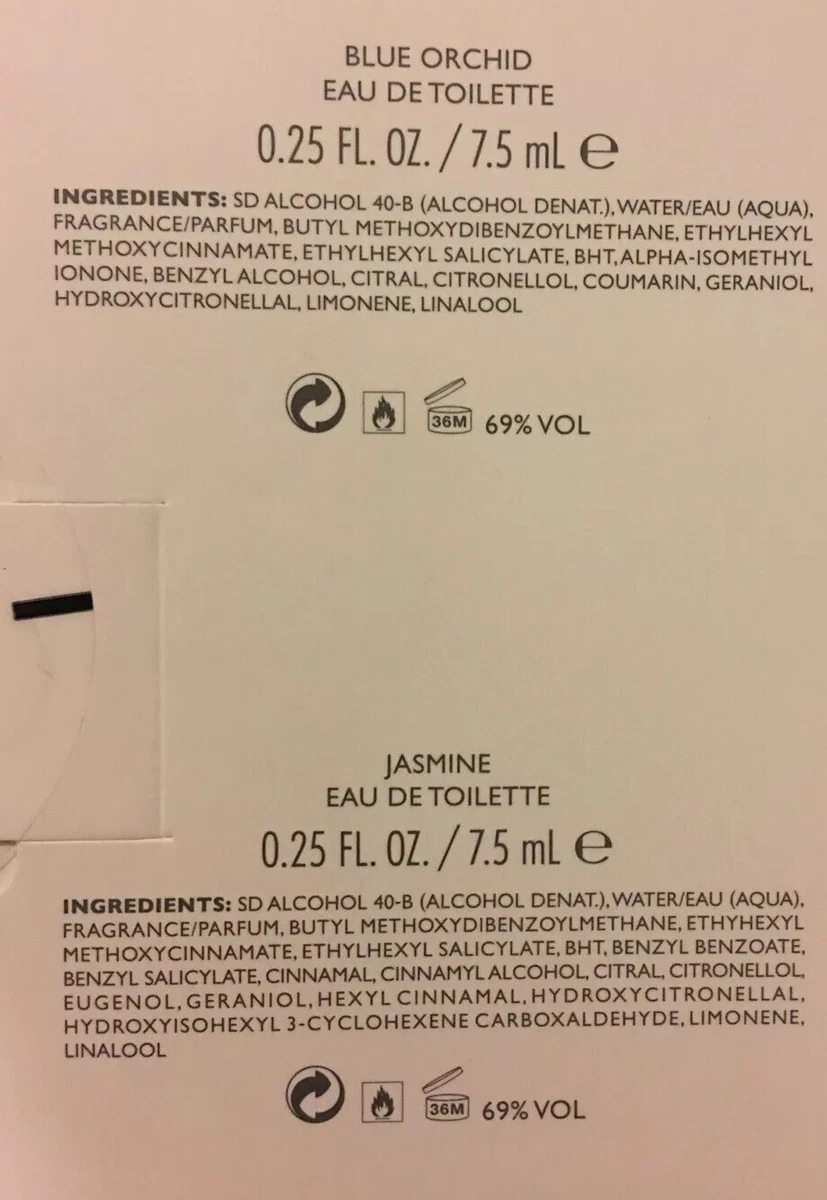 BLUE ORCHID
EAU DE TOILETTE
0.25 FL. OZ. / 7.5 mL ℮
INGREDIENTS: SD ALCOHOL 40-B (ALCOHOL DENAT.), WATER/EAU (AQUA),
FRAGRANCE/PARFUM, BUTYL METHOXYDIBENZOYLMETHANE, ETHYLHEXYL
METHOXYCINNAMATE, ETHYLHEXYL SALICYLATE, BHT, ALPHA-ISOMETHYL
IONONE, BENZYL ALCOHOL, CITRAL, CITRONELLOL, COUMARIN, GERANIOL,
HYDROXYCITRONELLAL, LIMONENE, LINALOOL
36M 69% VOL
JASMINE
EAU DE TOILETTE
0.25 FL. OZ. / 7.5 mL ℮
INGREDIENTS: SD ALCOHOL 40-B (ALCOHOL DENAT.), WATER/EAU (AQUA),
FRAGRANCE/PARFUM, BUTYL METHOXYDIBENZOYLMETHANE, ETHYHEXYL
METHOXYCINNAMATE, ETHYLHEXYL SALICYLATE, BHT, BENZYL BENZOATE,
BENZYL SALICYLATE, CINNAMAL, CINNAMYL ALCOHOL, CITRAL, CITRONELLOL,
EUGENOL, GERANIOL, HEXYL CINNAMAL, HYDROXYCITRONELLAL,
HYDROXYISOHEXYL 3-CYCLOHEXENE CARBOXALDEHYDE, LIMONENE,
LINALOOL
36M 69% VOL